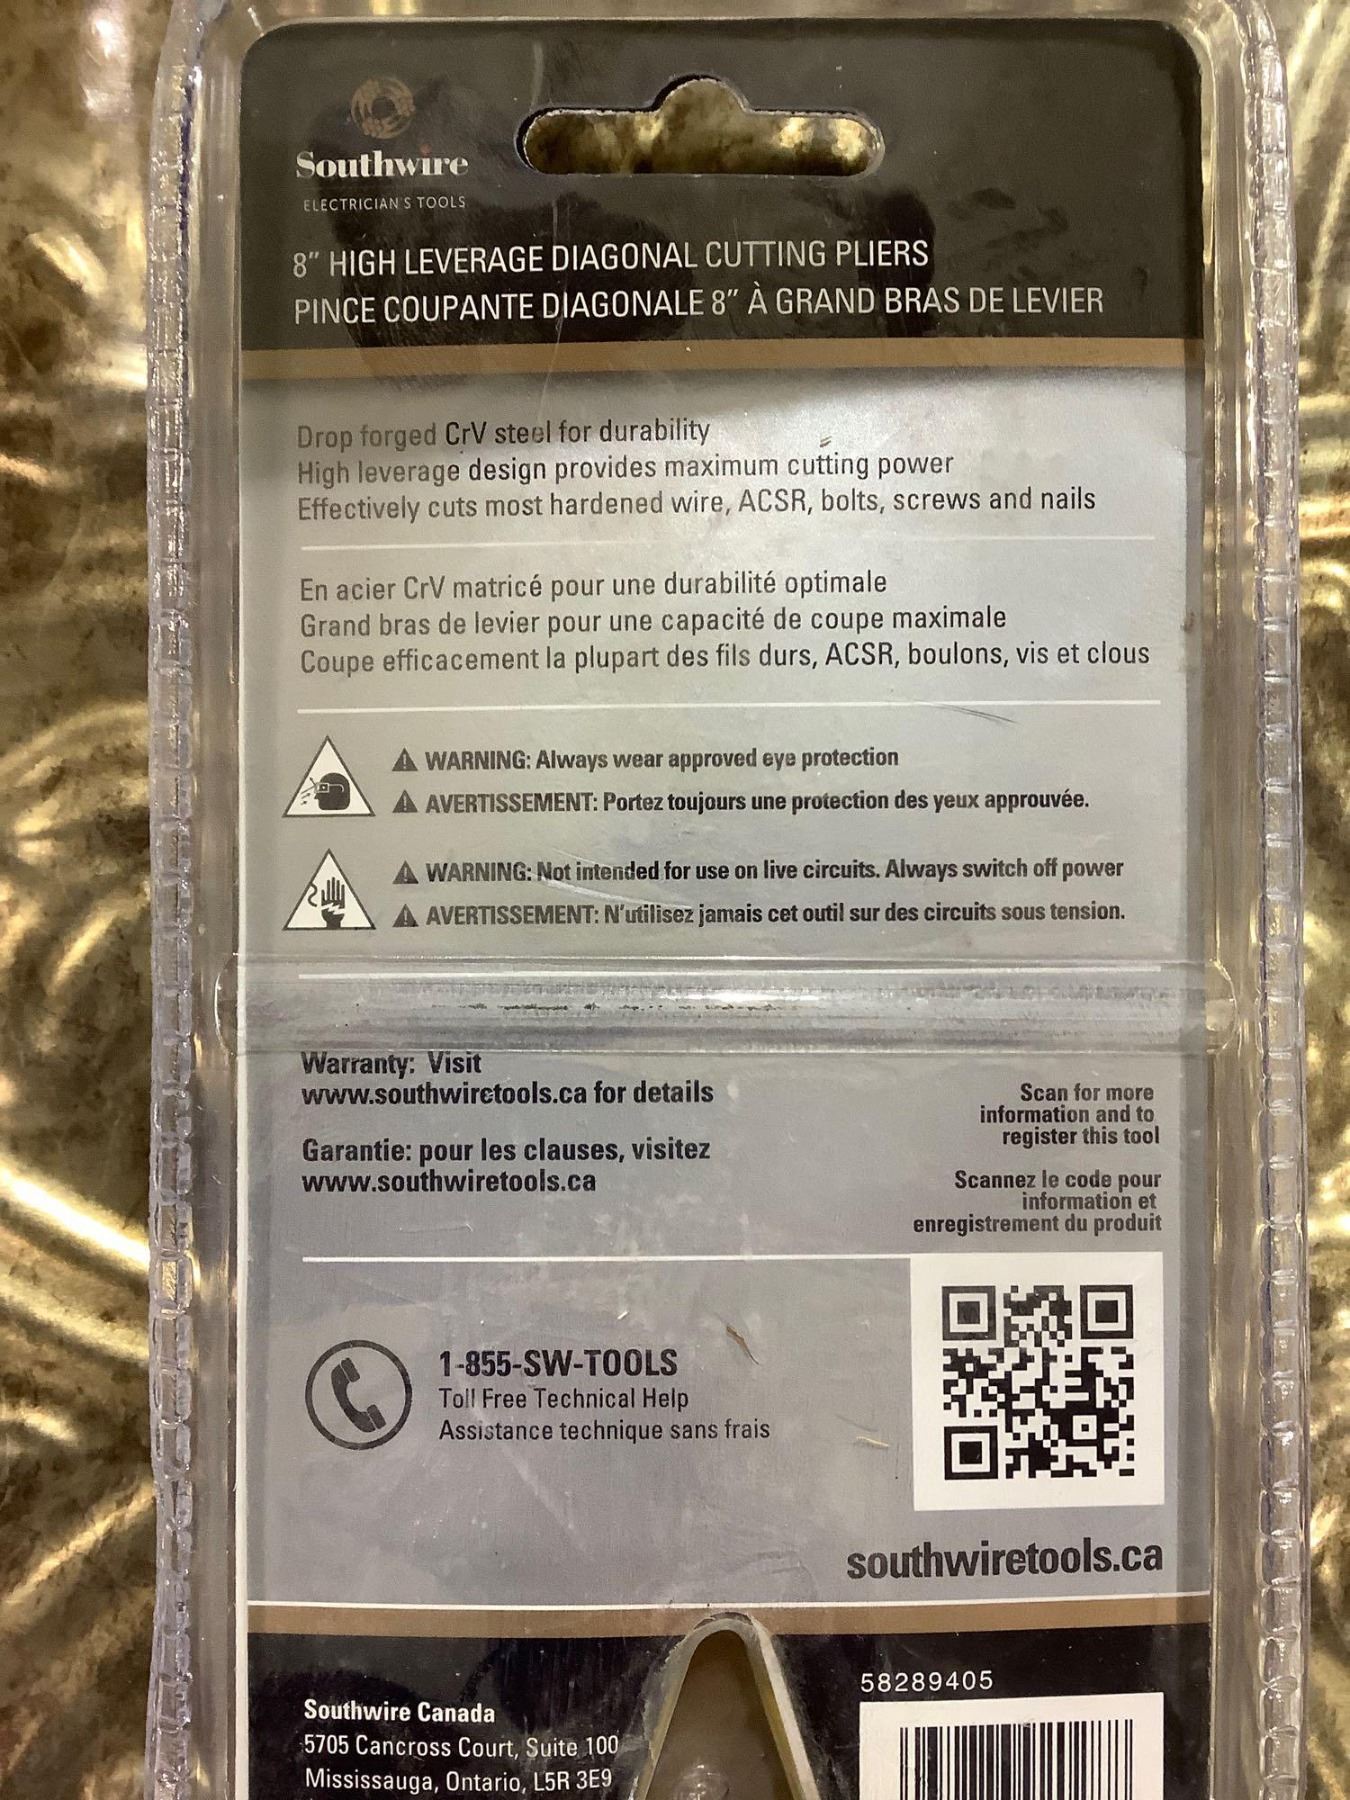 Southwire
ELECTRICIAN'S TOOLS
8" HIGH LEVERAGE DIAGONAL CUTTING PLIERS
PINCE COUPANTE DIAGONALE 8" À GRAND BRAS DE LEVIER
Drop forged CrV steel for durability
High leverage design provides maximum cutting power
Effectively cuts most hardened wire, ACSR, bolts, screws and nails
En acier CrV matricé pour une durabilité optimale
Grand bras de levier pour une capacité de coupe maximale
Coupe efficacement la plupart des fils durs, ACSR, boulons, vis et clous
WARNING: Always wear approved eye protection
AVERTISSEMENT: Portez toujours une protection des yeux approuvée.
WARNING: Not intended for use on live circuits. Always switch off power
AVERTISSEMENT: N'utilisez jamais cet outil sur des circuits sous tension.
Warranty: Visit
www.southwiretools.ca for details
Garantie: pour les clauses, visitez
www.southwiretools.ca
Scan for more
information and to
register this tool
Scannez le code pour
information et
enregistrement du produit
1-855-SW-TOOLS
Toll Free Technical Help
Assistance technique sans frais
southwiretools.ca
58289405
Southwire Canada
5705 Cancross Court, Suite 100
Mississauga, Ontario, L5R 3E9